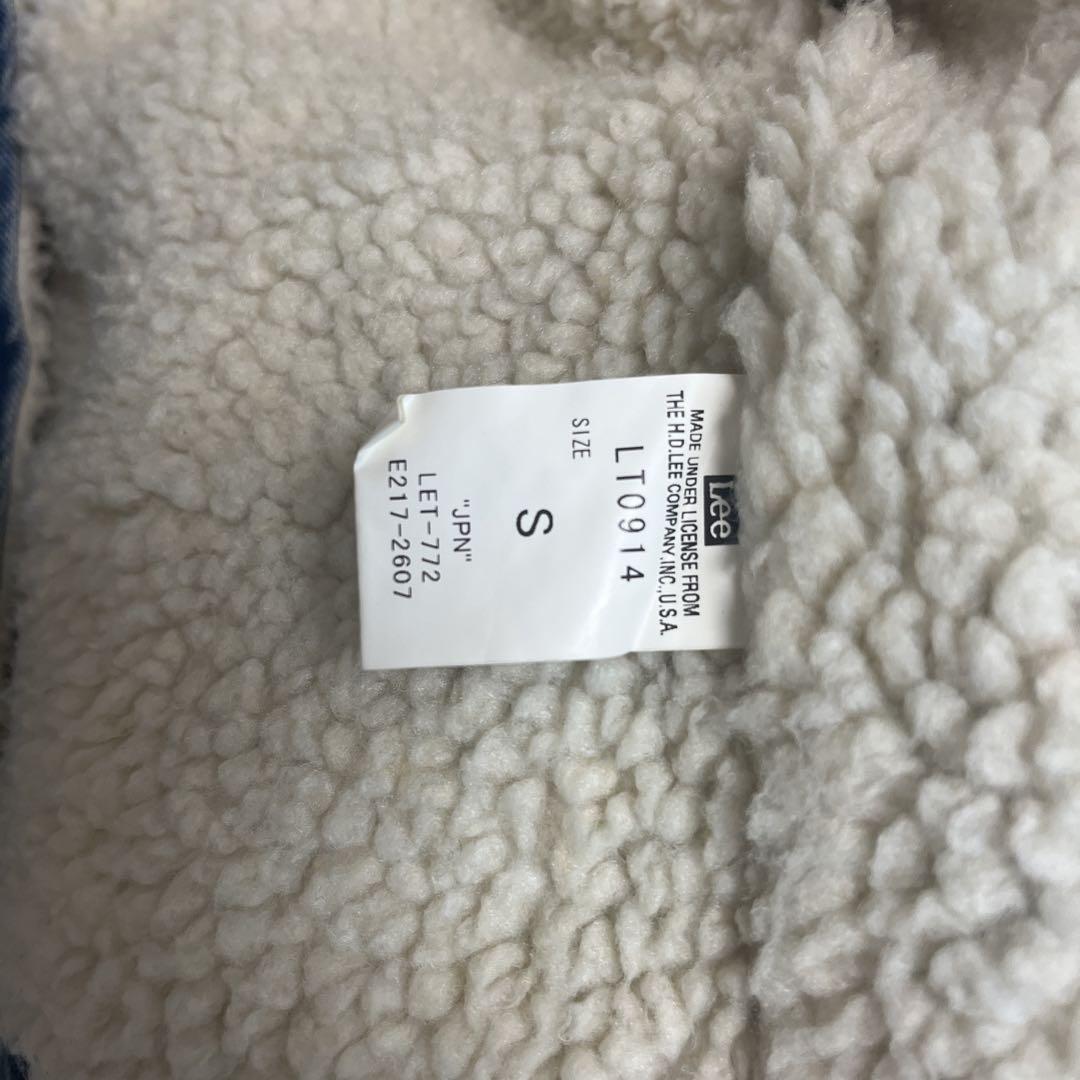 Lee
MADE UNDER LICENSE FROM
THE H.D.LEE COMPANY,INC.,U.S.A.
LT0914
SIZE
S
"JPN"
LET-772
E217-2607